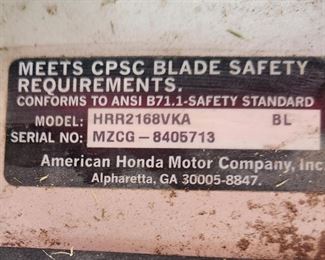 MEETS CPSC BLADE SAFETY
REQUIREMENTS.
CONFORMS TO ANSI B71.1-SAFETY STANDARD
MODEL: HRR2168VKA BL
SERIAL NO: MZCG-8405713
American Honda Motor Company, Inc
Alpharetta, GA 30005-8847.